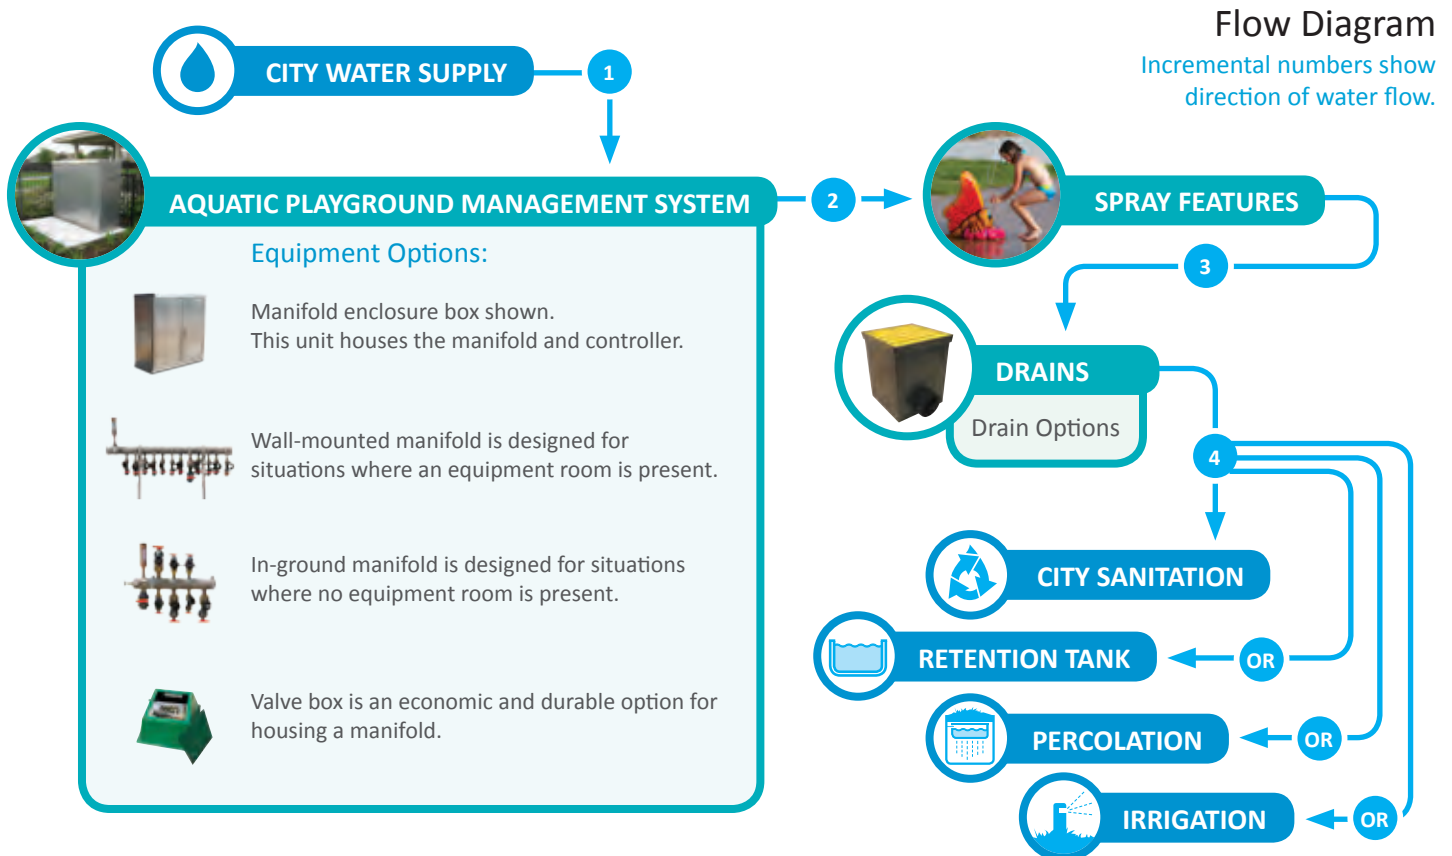 Flow Diagram
Incremental numbers show
direction of water flow.
CITY WATER SUPPLY
1
AQUATIC PLAYGROUND MANAGEMENT SYSTEM
2
SPRAY FEATURES
Equipment Options:
Manifold enclosure box shown.
This unit houses the manifold and controller.
Wall-mounted manifold is designed for
situations where an equipment room is present.
In-ground manifold is designed for situations
where no equipment room is present.
Valve box is an economic and durable option for
housing a manifold.
3
DRAINS
Drain Options
4
CITY SANITATION
RETENTION TANK
OR
PERCOLATION
OR
IRRIGATION
OR